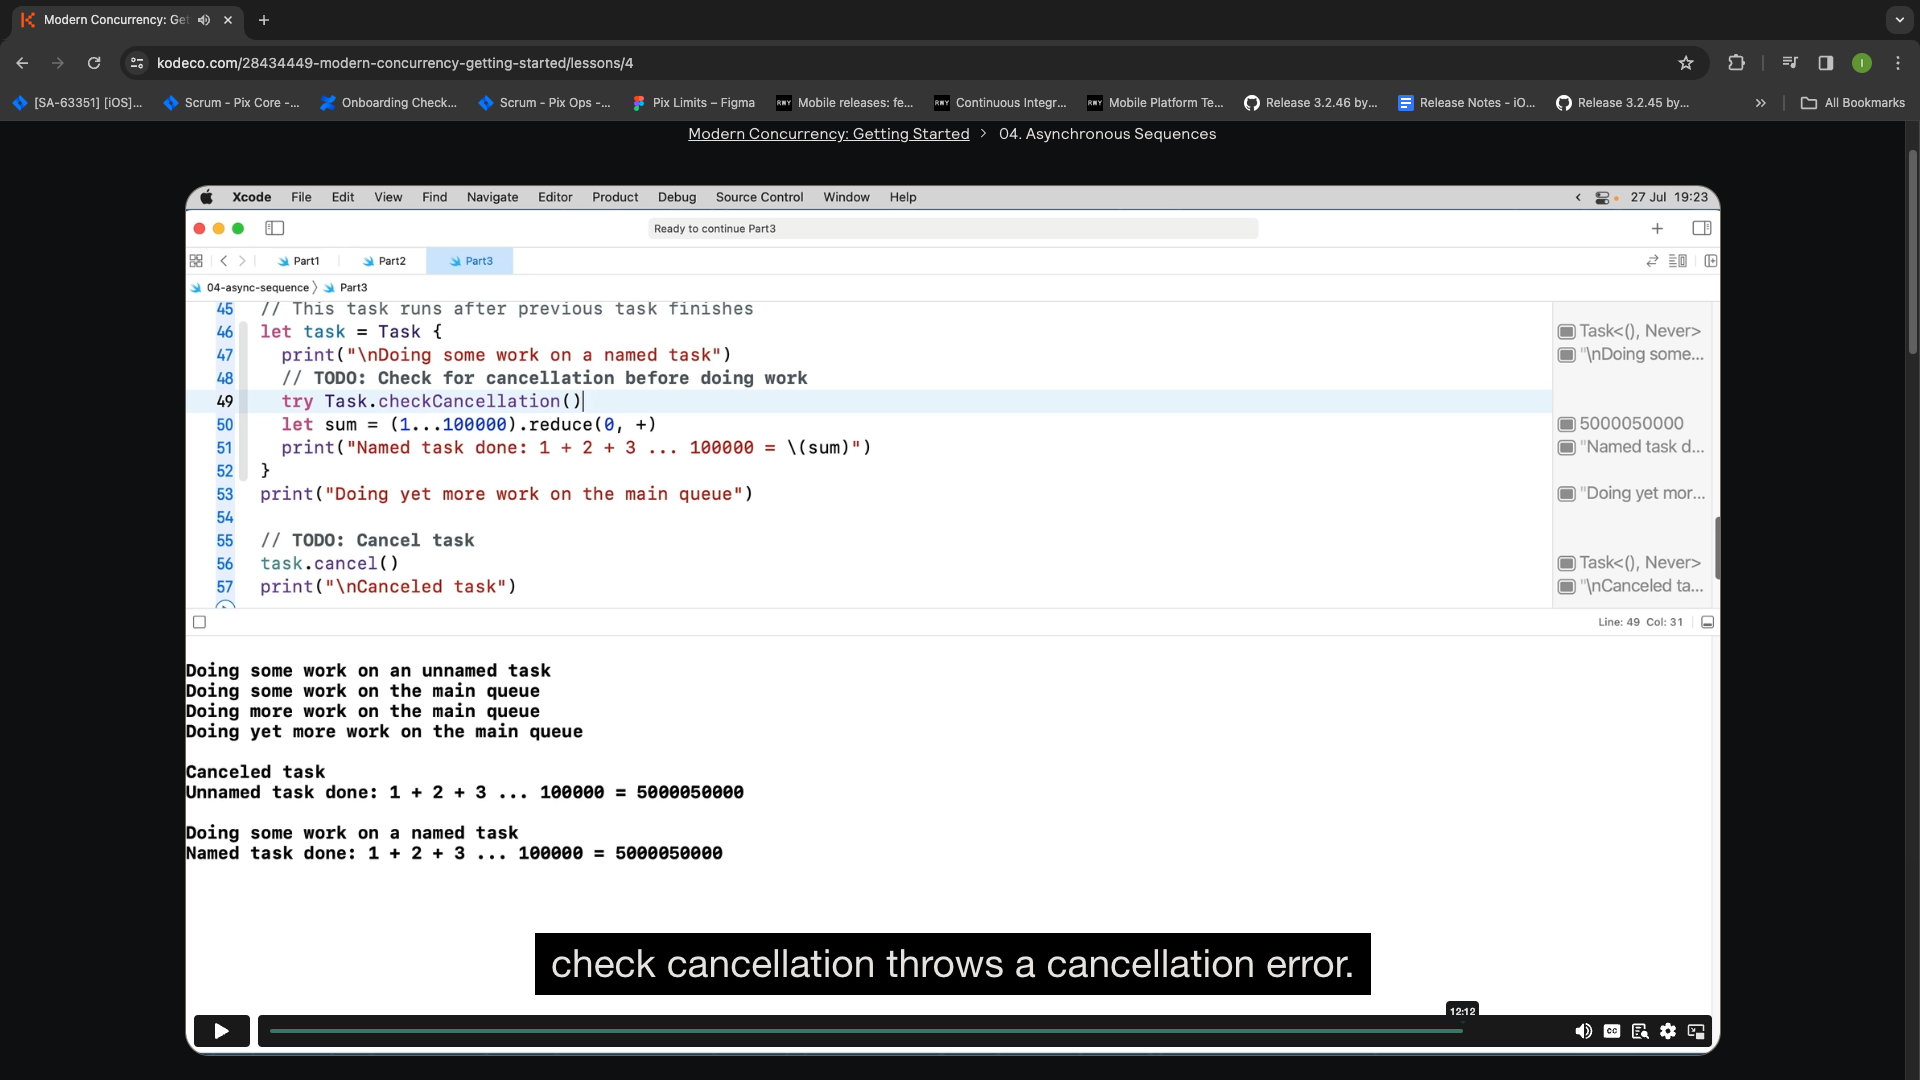 Modern Concurrency: Get
kodeco.com/28434449-modern-concurrency-getting-started/lessons/4
[SA-63351] [iOS]...
Scrum - Pix Core -...
Onboarding Check...
Scrum - Pix Ops -...
Pix Limits – Figma
RWY Mobile releases: fe...
RWY Continuous Integr...
RWY Mobile Platform Te...
Release 3.2.46 by...
Release Notes - iO...
Release 3.2.45 by...
»
All Bookmarks
Modern Concurrency: Getting Started > 04. Asynchronous Sequences
Xcode File Edit View Find Navigate Editor Product Debug Source Control Window Help 27 Jul 19:23
Ready to continue Part3
Part1 Part2 Part3
04-async-sequence 〉 Part3
45 // This task runs after previous task finishes
46 let task = Task { Task<(), Never>
47 print("\nDoing some work on a named task") "\nDoing some...
48 // TODO: Check for cancellation before doing work
49 try Task.checkCancellation()
50 let sum = (1...100000).reduce(0, +) 5000050000
51 print("Named task done: 1 + 2 + 3 ... 100000 = \(sum)") "Named task d...
52 }
53 print("Doing yet more work on the main queue") "Doing yet mor...
54
55 // TODO: Cancel task
56 task.cancel() Task<(), Never>
57 print("\nCanceled task") "\nCanceled ta...
Line: 49 Col: 31
Doing some work on an unnamed task
Doing some work on the main queue
Doing more work on the main queue
Doing yet more work on the main queue
Canceled task
Unnamed task done: 1 + 2 + 3 ... 100000 = 5000050000
Doing some work on a named task
Named task done: 1 + 2 + 3 ... 100000 = 5000050000
check cancellation throws a cancellation error.
12:12
CC